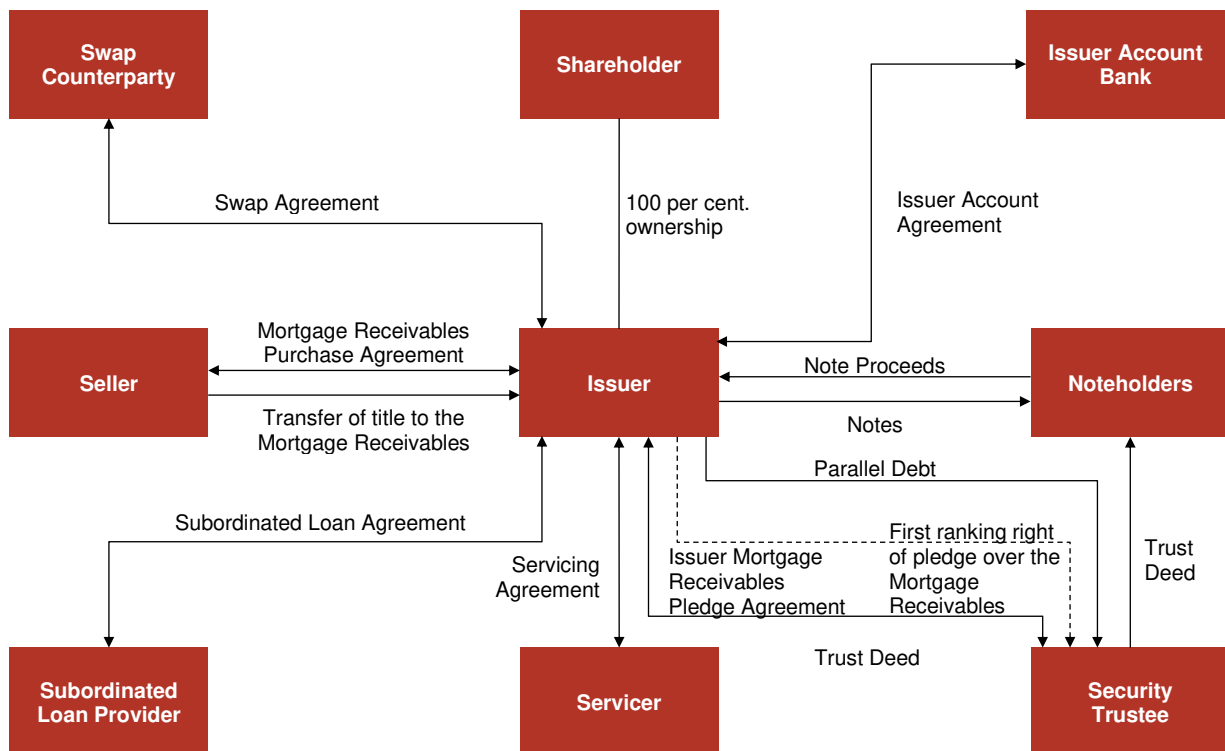 Swap
Counterparty
Shareholder
Issuer Account
Bank
Swap Agreement
100 per cent.
ownership
Issuer Account
Agreement
Mortgage Receivables
Purchase Agreement
Seller
Transfer of title to the
Mortgage Receivables
Issuer
Note Proceeds
Notes
Noteholders
Parallel Debt
Subordinated Loan Agreement
Servicing
Agreement
Issuer Mortgage
Receivables
Pledge Agreement
First ranking right
of pledge over the
Mortgage
Receivables
Trust
Deed
Trust Deed
Subordinated
Loan Provider
Servicer
Security
Trustee